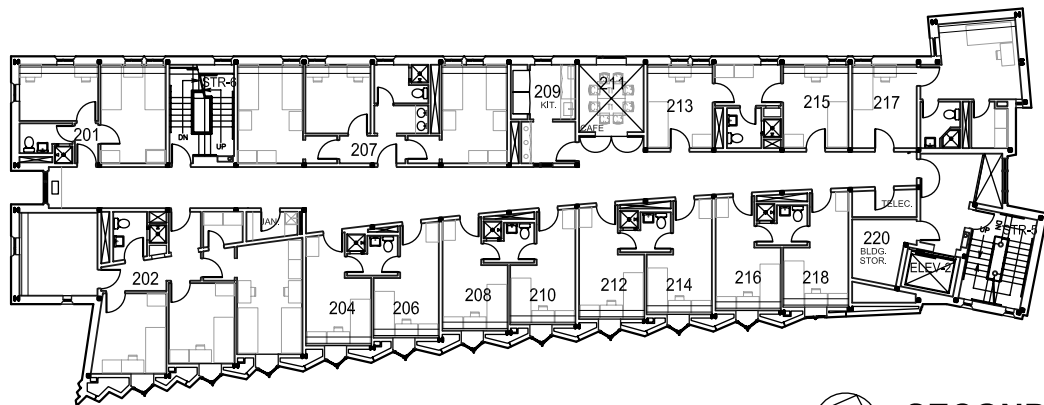 STR-6
DN
UP
201
207
209
KIT.
211
CAFE
213
215
217
TELEC.
JAN.
202
204
206
208
210
212
214
216
218
220
BLDG.
STOR.
ELEV-2
UP
DN
STR-5
SECOND